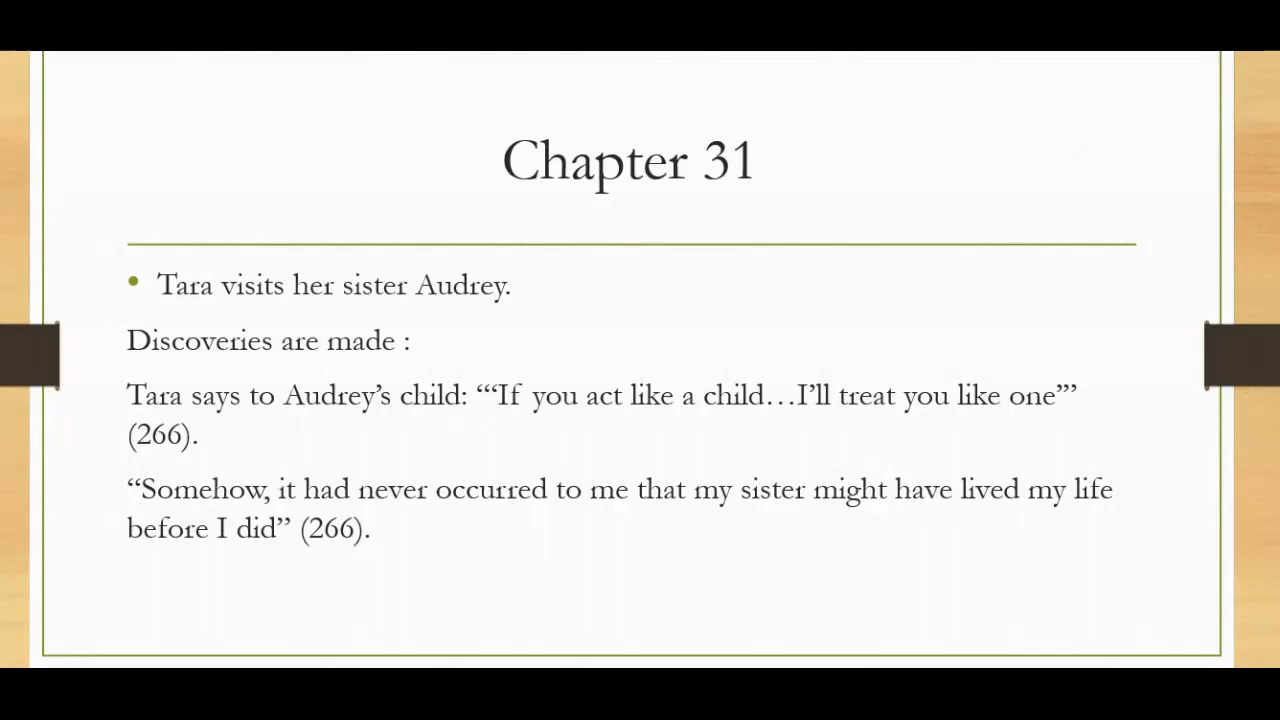 Chapter 31
• Tara visits her sister Audrey.
Discoveries are made :
Tara says to Audrey’s child: “‘If you act like a child…I’ll treat you like one’”
(266).
“Somehow, it had never occurred to me that my sister might have lived my life
before I did” (266).